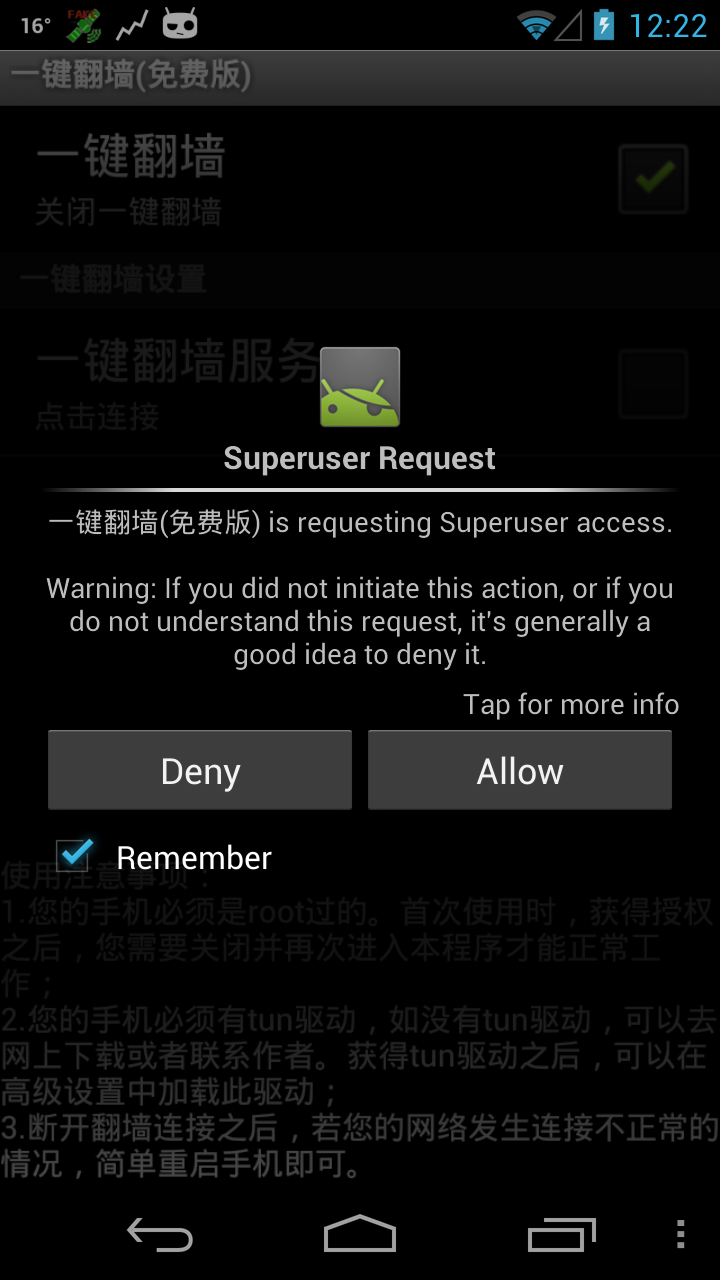 16°
FAKE
12:22
一键翻墙(免费版)
一键翻墙
关闭一键翻墙
一键翻墙设置
一键翻墙服务
点击连接
Superuser Request
一键翻墙(免费版) is requesting Superuser access.
Warning: If you did not initiate this action, or if you
do not understand this request, it's generally a
good idea to deny it.
Tap for more info
Deny
Allow
Remember
使用注意事项：
1.您的手机必须是root过的。首次使用时，获得授权
之后，您需要关闭并再次进入本程序才能正常工
作；
2.您的手机必须有tun驱动，如没有tun驱动，可以去
网上下载或者联系作者。获得tun驱动之后，可以在
高级设置中加载此驱动；
3.断开翻墙连接之后，若您的网络发生连接不正常的
情况，简单重启手机即可。